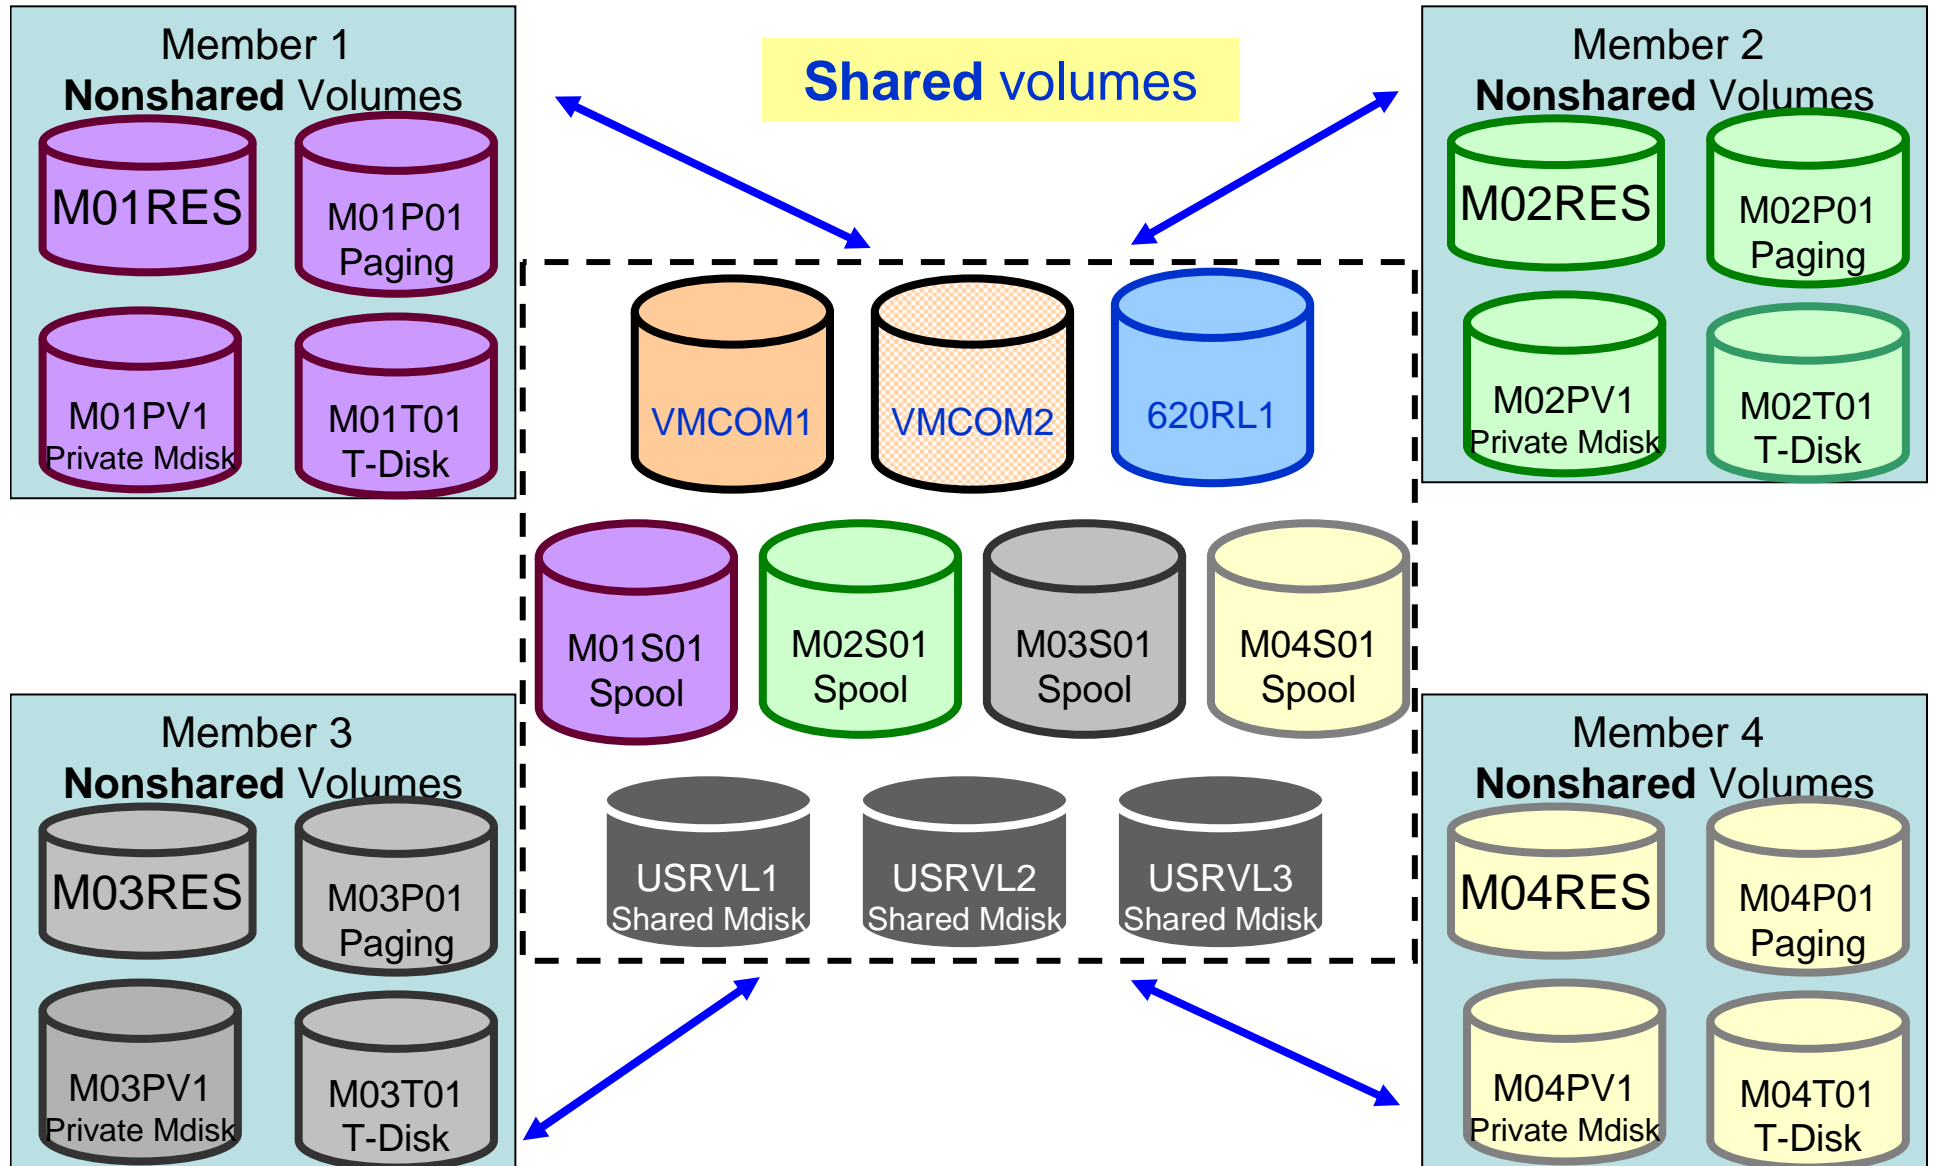 Member 1
Nonshared Volumes
M01RES
M01P01
Paging
M01PV1
Private Mdisk
M01T01
T-Disk
Shared volumes
Member 2
Nonshared Volumes
M02RES
M02P01
Paging
M02PV1
Private Mdisk
M02T01
T-Disk
VMCOM1
VMCOM2
620RL1
M01S01
Spool
M02S01
Spool
M03S01
Spool
M04S01
Spool
USRVL1
Shared Mdisk
USRVL2
Shared Mdisk
USRVL3
Shared Mdisk
Member 3
Nonshared Volumes
M03RES
M03P01
Paging
M03PV1
Private Mdisk
M03T01
T-Disk
Member 4
Nonshared Volumes
M04RES
M04P01
Paging
M04PV1
Private Mdisk
M04T01
T-Disk